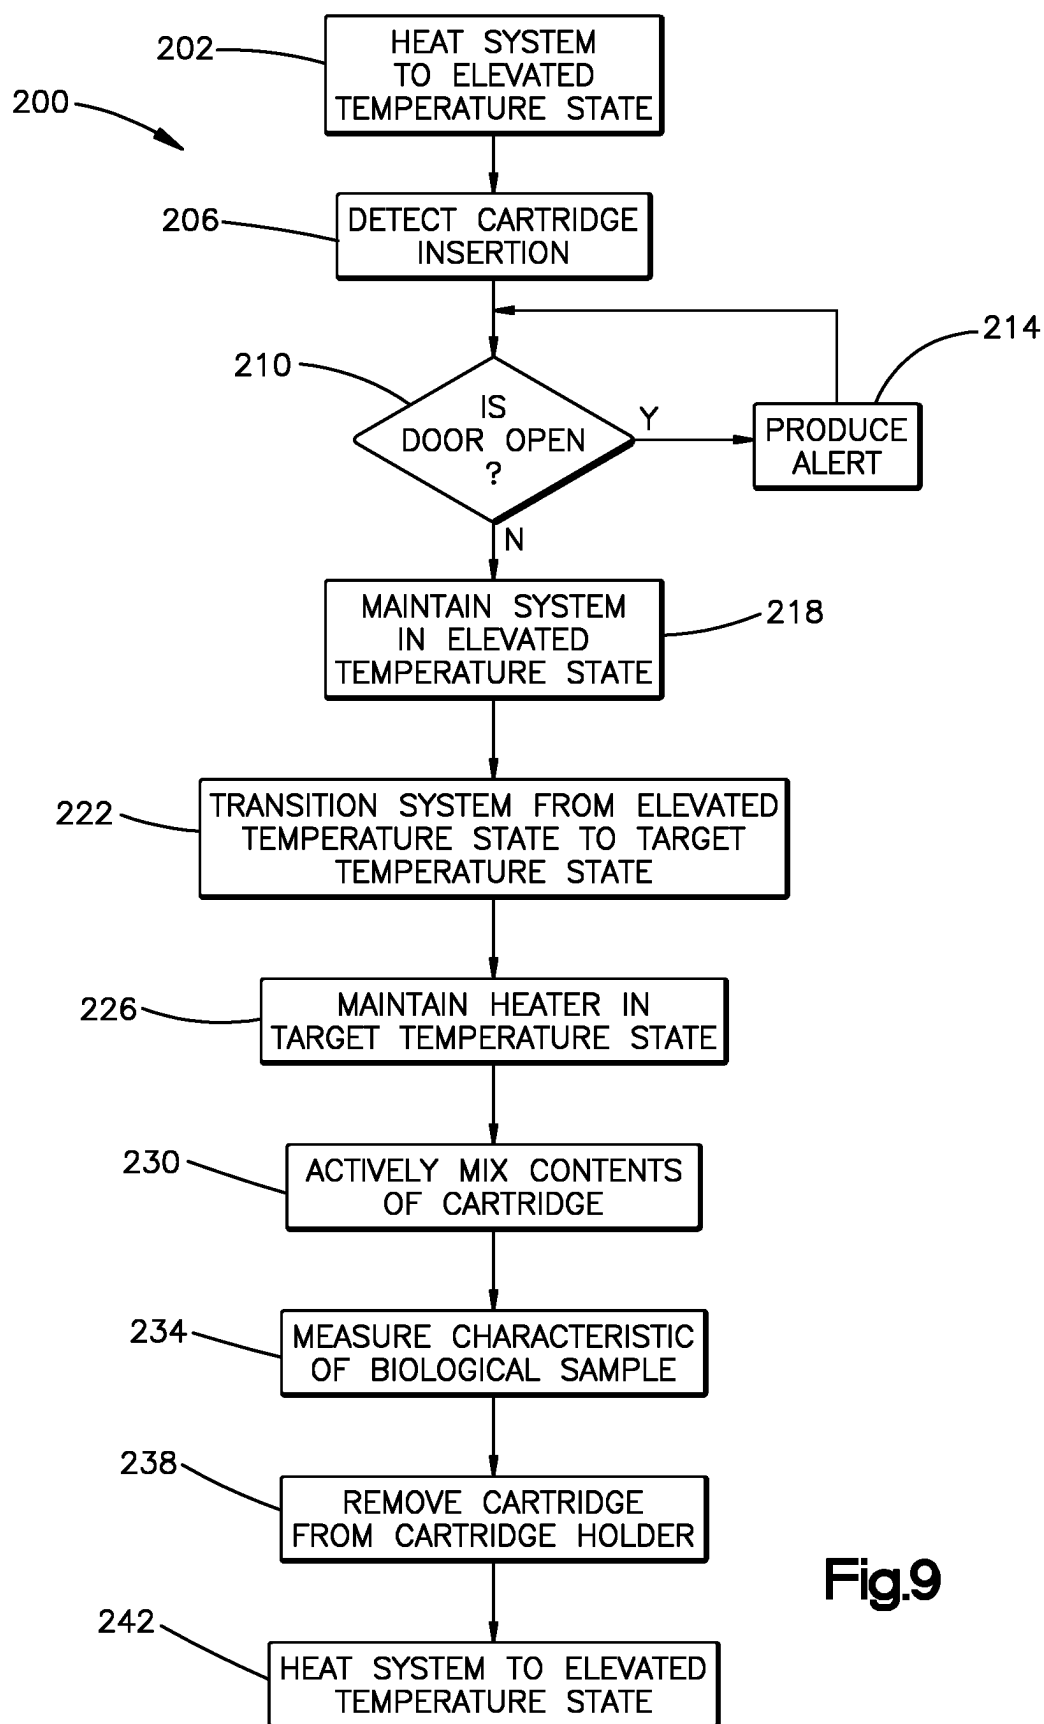 202
HEAT SYSTEM
TO ELEVATED
TEMPERATURE STATE
200
206
DETECT CARTRIDGE
INSERTION
210
IS
DOOR OPEN
?
Y
214
PRODUCE
ALERT
N
MAINTAIN SYSTEM
IN ELEVATED
TEMPERATURE STATE
218
222
TRANSITION SYSTEM FROM ELEVATED
TEMPERATURE STATE TO TARGET
TEMPERATURE STATE
226
MAINTAIN HEATER IN
TARGET TEMPERATURE STATE
230
ACTIVELY MIX CONTENTS
OF CARTRIDGE
234
MEASURE CHARACTERISTIC
OF BIOLOGICAL SAMPLE
238
REMOVE CARTRIDGE
FROM CARTRIDGE HOLDER
Fig.9
242
HEAT SYSTEM TO ELEVATED
TEMPERATURE STATE